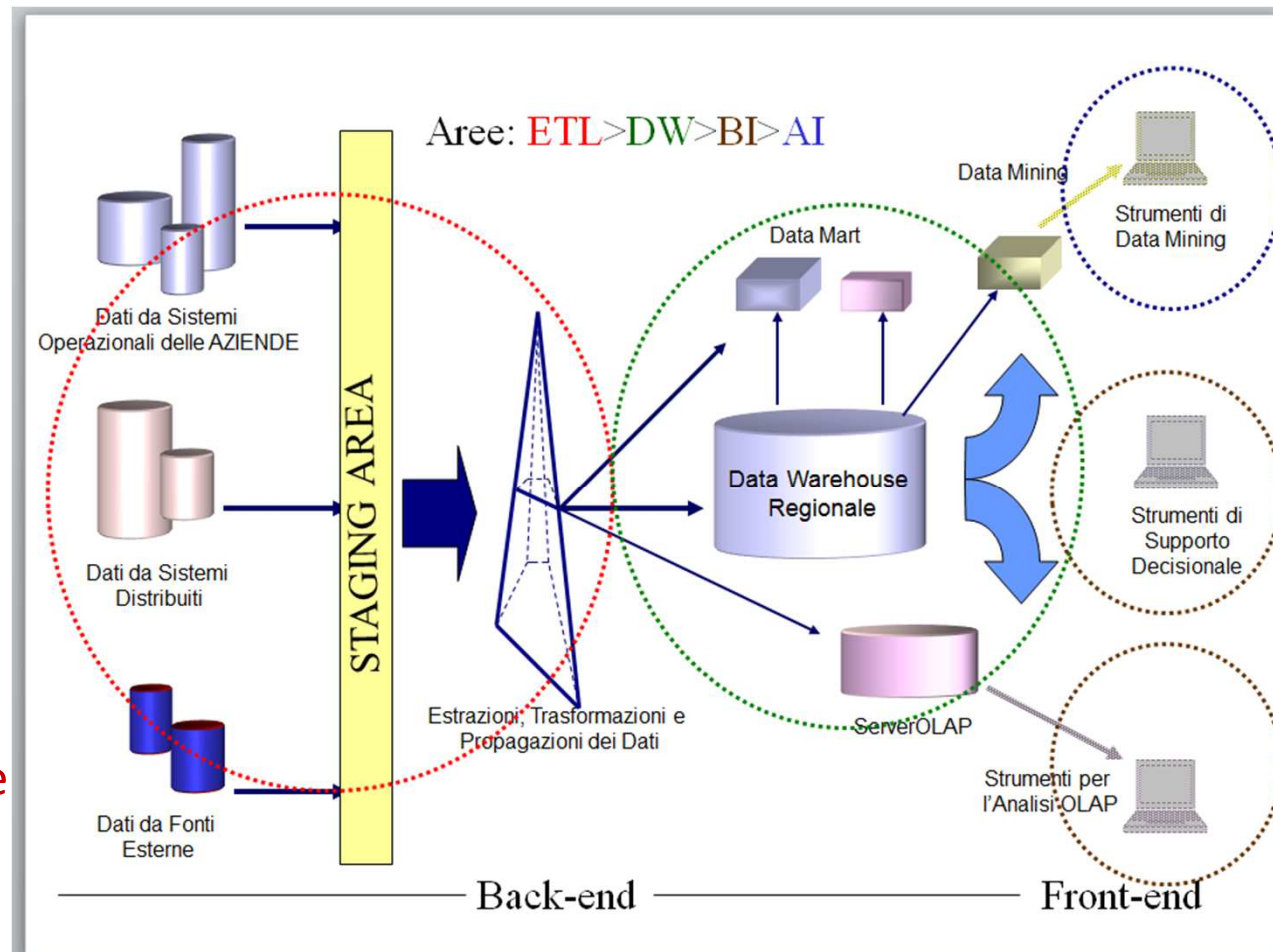 Aree: ETL>DW>BI>AI
Dati da Sistemi
Operazionali delle AZIENDE
Dati da Sistemi
Distribuiti
e
Dati da Fonti
Esterne
STAGING AREA
Estrazioni, Trasformazioni e
Propagazioni dei Dati
Data Mart
Data Warehouse
Regionale
ServerOLAP
Data Mining
Strumenti di
Data Mining
Strumenti di
Supporto
Decisionale
Strumenti per
l'Analisi OLAP
Back-end
Front-end